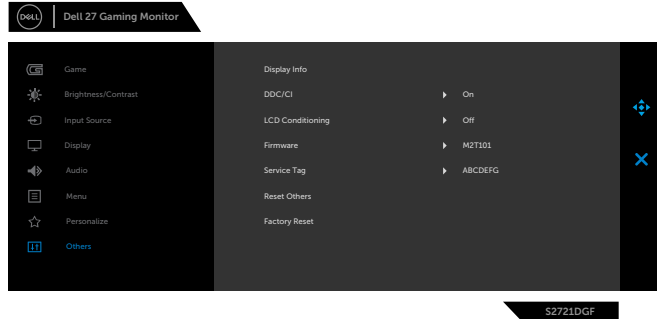 DELL Dell 27 Gaming Monitor
Game Display Info
Brightness/Contrast DDC/CI On
Input Source LCD Conditioning Off
Display Firmware M2T101
Audio Service Tag ABCDEFG
Menu Reset Others
Personalize Factory Reset
Others
S2721DGF